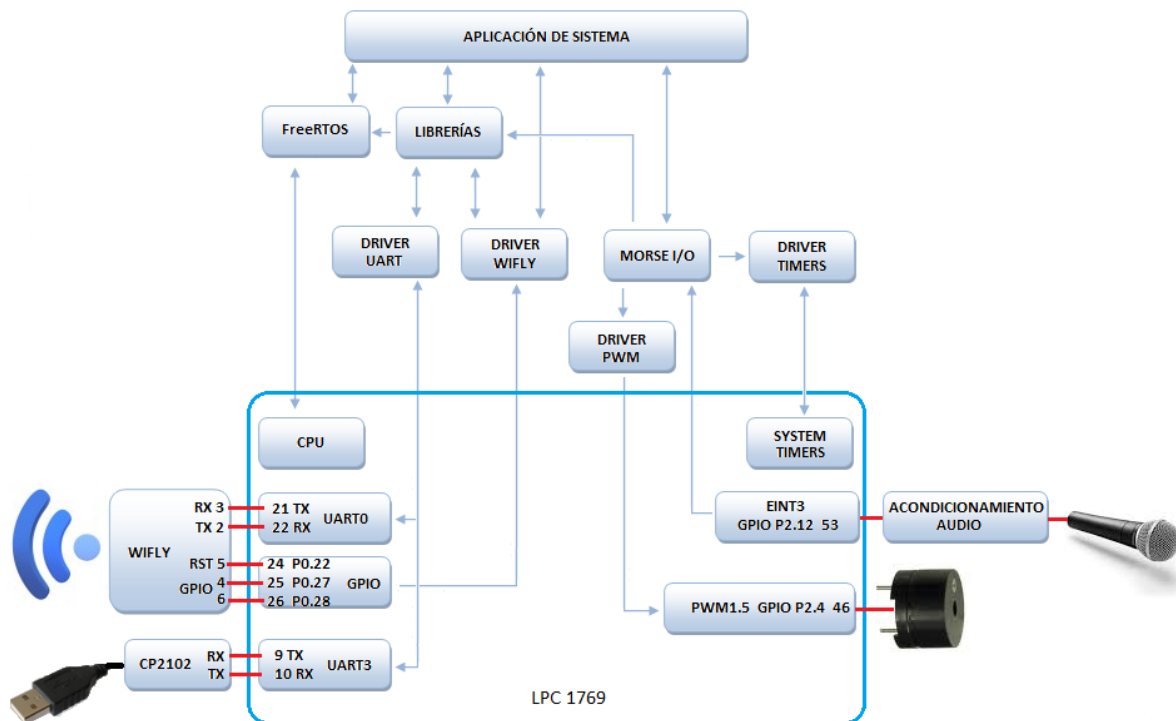 APLICACIÓN DE SISTEMA
FreeRTOS
LIBRERÍAS
DRIVER
UART
DRIVER
WIFLY
MORSE I/O
DRIVER
TIMERS
DRIVER
PWM
CPU
SYSTEM
TIMERS
WIFLY
RX 3
TX 2
RST 5
GPIO 4
6
21 TX
22 RX
UART0
24 P0.22
25 P0.27
26 P0.28
GPIO
EINT3
GPIO P2.12 53
ACONDICIONAMIENTO
AUDIO
PWM1.5 GPIO P2.4 46
CP2102
RX
TX
9 TX
10 RX
UART3
LPC 1769